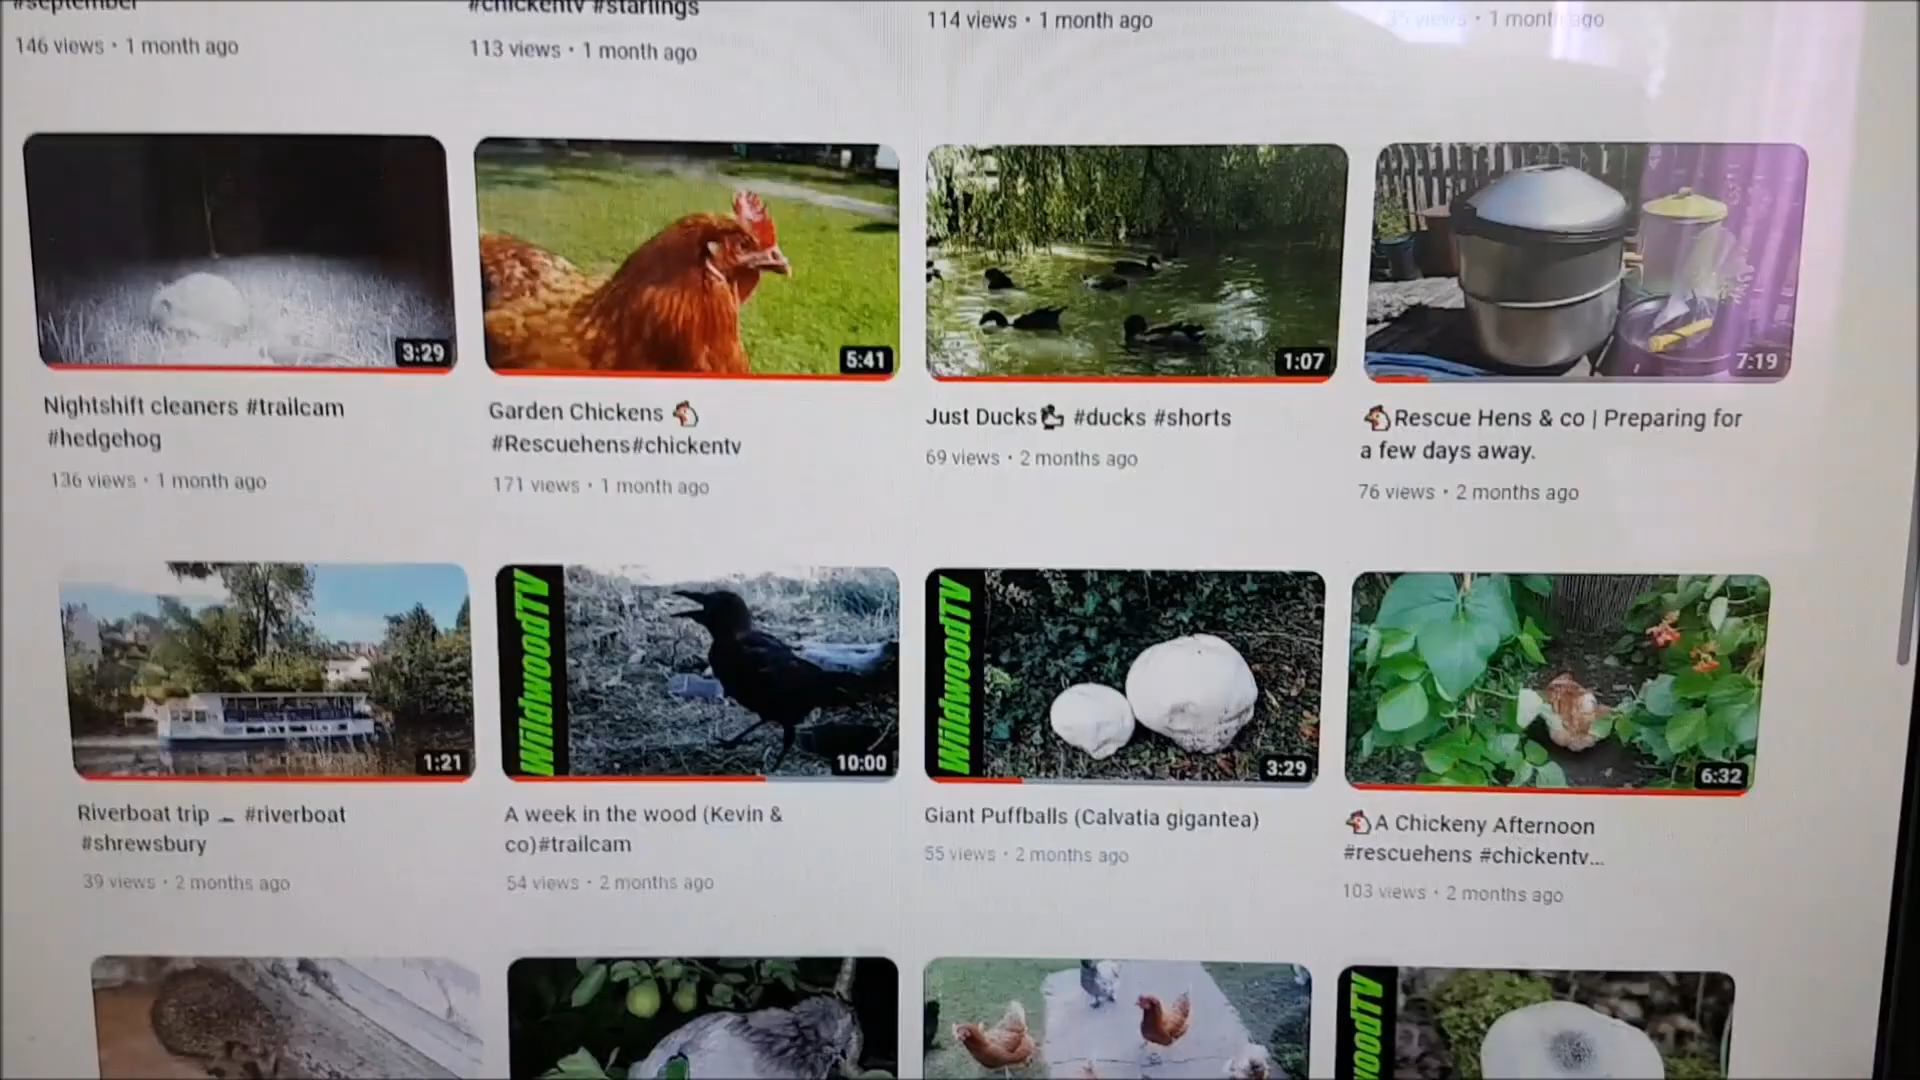 #september
#chickentv #starlings
146 views • 1 month ago
113 views • 1 month ago
114 views • 1 month ago
35 views • 1 month ago
3:29
5:41
1:07
7:19
Nightshift cleaners #trailcam
#hedgehog
136 views • 1 month ago
Garden Chickens 🐔
#Rescuehens#chickentv
171 views • 1 month ago
Just Ducks🦆 #ducks #shorts
69 views • 2 months ago
🐔Rescue Hens & co | Preparing for
a few days away.
76 views • 2 months ago
1:21
WildwoodTV
10:00
WildwoodTV
3:29
6:32
Riverboat trip #riverboat
#shrewsbury
39 views • 2 months ago
A week in the wood (Kevin &
co)#trailcam
54 views • 2 months ago
Giant Puffballs (Calvatia gigantea)
55 views • 2 months ago
🐔A Chickeny Afternoon
#rescuehens #chickentv...
103 views • 2 months ago